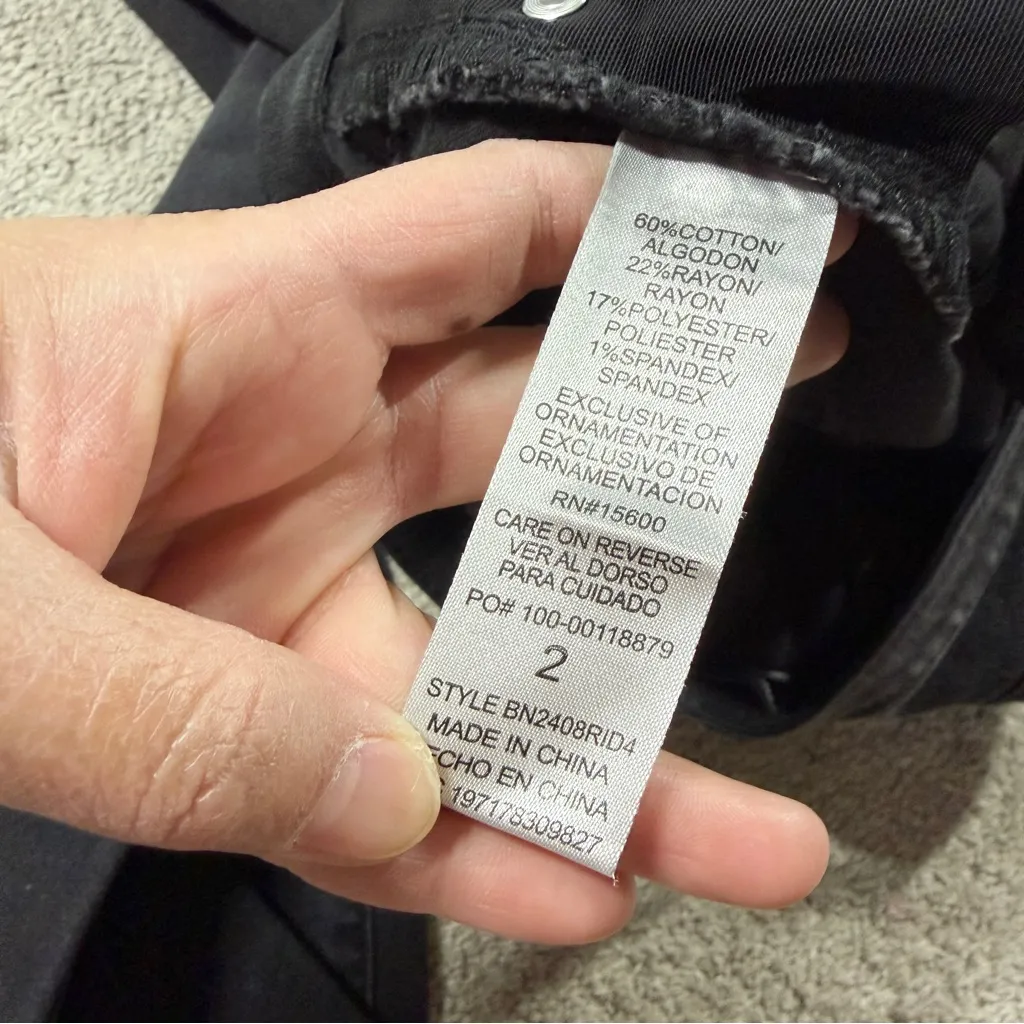 60%COTTON/
ALGODON
22%RAYON/
RAYON
17%POLYESTER/
POLIESTER
1%SPANDEX/
SPANDEX
EXCLUSIVE OF
ORNAMENTATION
EXCLUSIVO DE
ORNAMENTACION
RN#15600
CARE ON REVERSE
VER AL DORSO
PARA CUIDADO
PO# 100-00118879
2
STYLE BN2408RID4
MADE IN CHINA
ECHO EN CHINA
197178309827